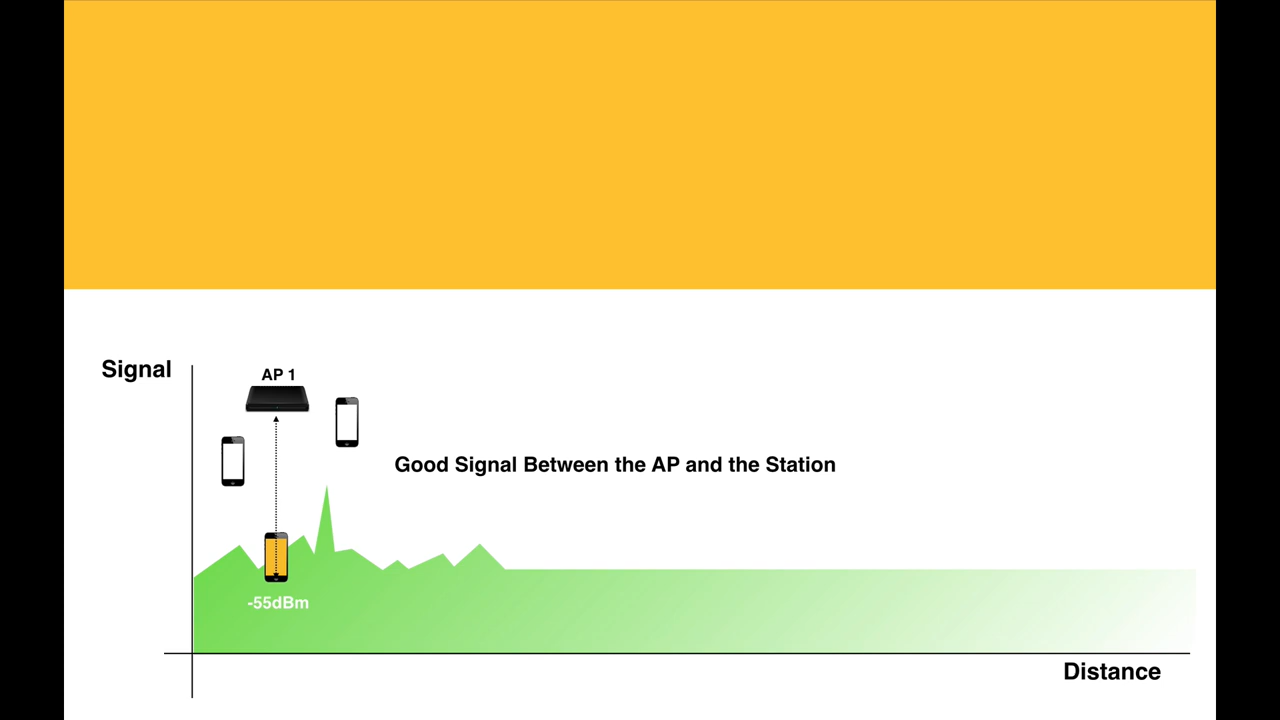 Signal
AP 1
Good Signal Between the AP and the Station
-55dBm
Distance